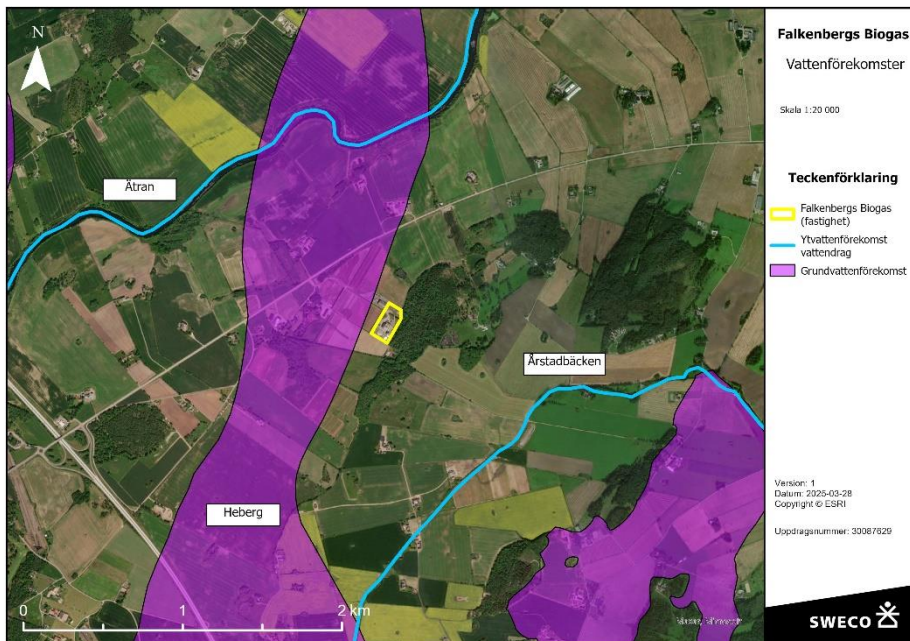 N
Ätran
Årstadbäcken
Heberg
0 1 2 km
Falkenbergs Biogas
Vattenförekomster
Skala 1:20 000
Teckenförklaring
Falkenbergs Biogas
(fastighet)
Ytvattenförekomst
vattendrag
Grundvattenförekomst
Version: 1
Datum: 2025-03-28
Copyright © ESRI
Uppdragsnummer: 30087629
SWECO